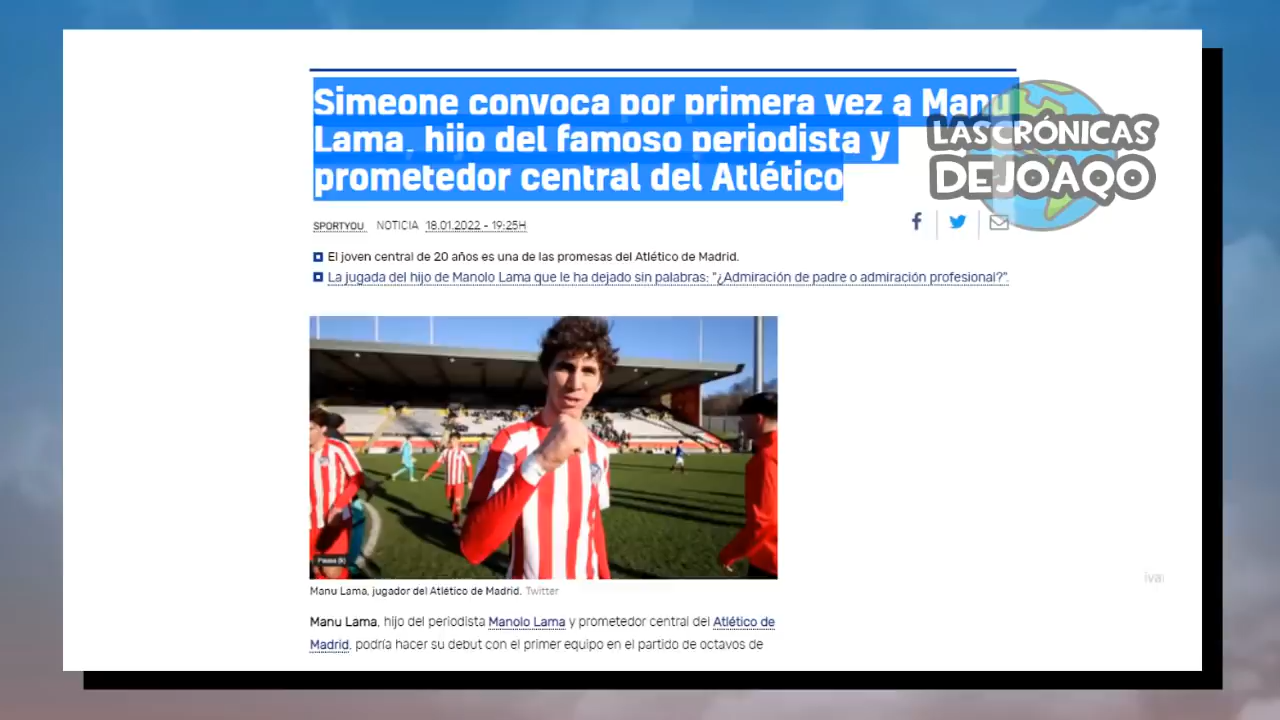 Simeone convoca por primera vez a Manu
Lama, hijo del famoso periodista y
prometedor central del Atlético
LAS CRÓNICAS
DE JOAQO
SPORTYOU NOTICIA 18.01.2022 - 19:25H
El joven central de 20 años es una de las promesas del Atlético de Madrid.
La jugada del hijo de Manolo Lama que le ha dejado sin palabras: "¿Admiración de padre o admiración profesional?".
Pausa (k)
Manu Lama, jugador del Atlético de Madrid. Twitter
Manu Lama, hijo del periodista Manolo Lama y prometedor central del Atlético de
Madrid, podría hacer su debut con el primer equipo en el partido de octavos de